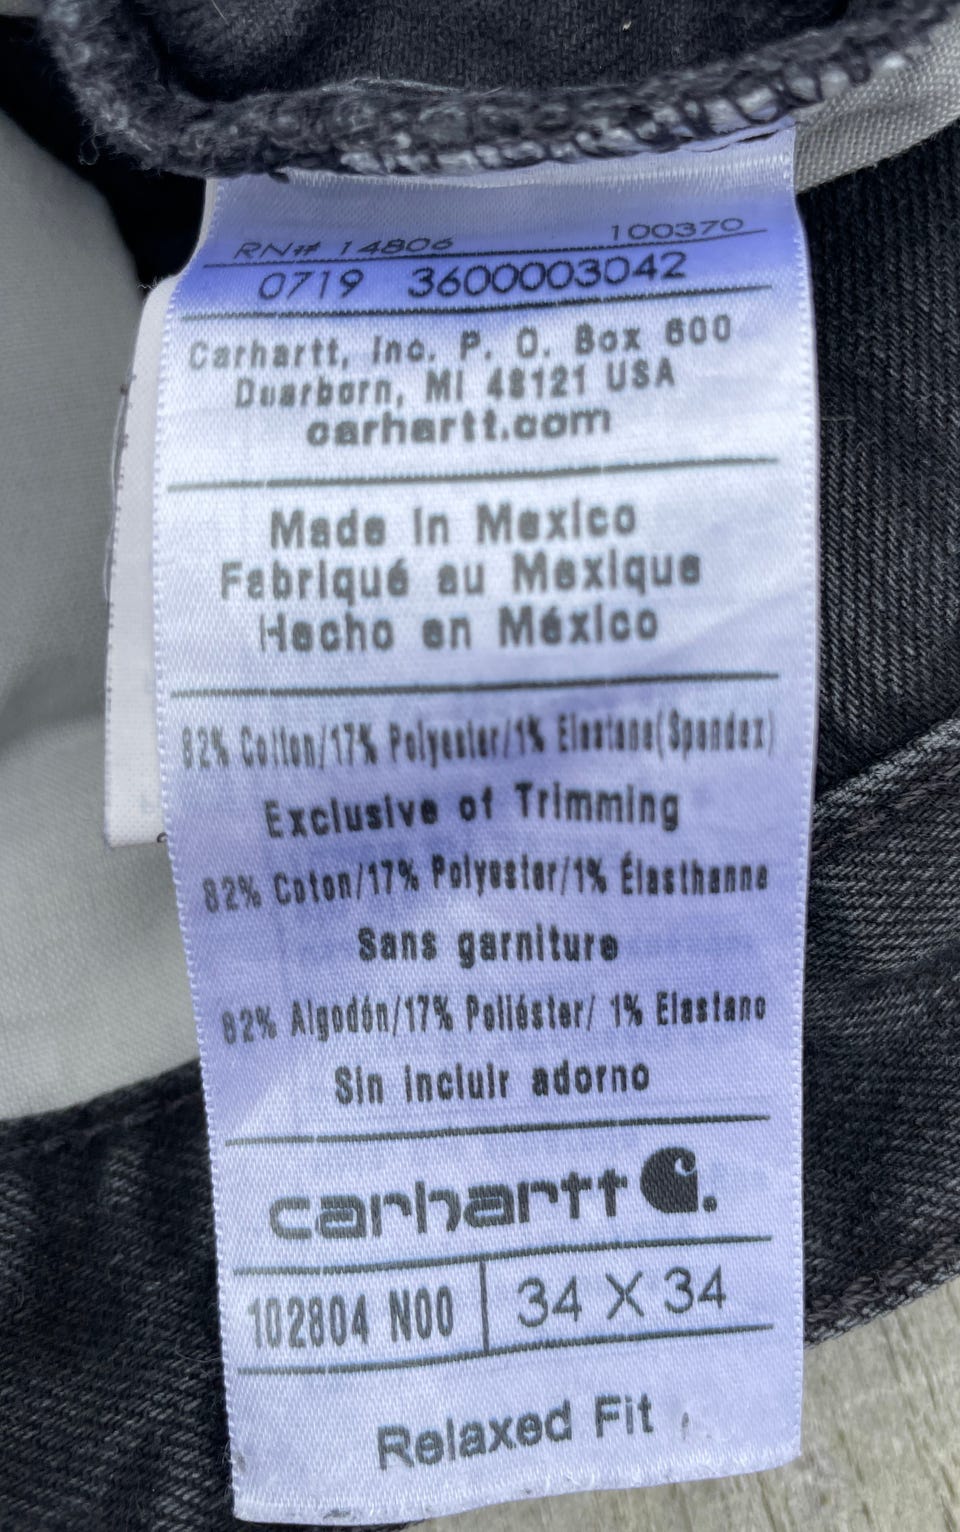 RN# 14806 100370
0719 3600003042
Carhartt, Inc. P. O. Box 600
Dearborn, MI 48121 USA
carhartt.com
Made in Mexico
Fabriqué au Mexique
Hecho en México
82% Cotton/17% Polyester/1% Elastane(Spandex)
Exclusive of Trimming
82% Coton/17% Polyester/1% Élasthanne
Sans garniture
82% Algodón/17% Poliéster/ 1% Elastano
Sin incluir adorno
carhartt
102804 N00 34 X 34
Relaxed Fit